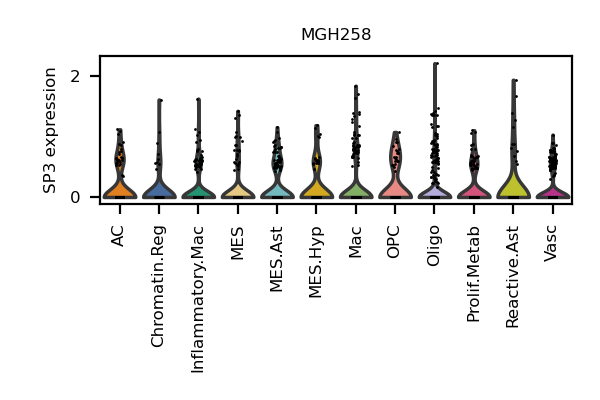 MGH258
SP3 expression
2
0
AC
Chromatin.Reg
Inflammatory.Mac
MES
MES.Ast
MES.Hyp
Mac
OPC
Oligo
Prolif.Metab
Reactive.Ast
Vasc